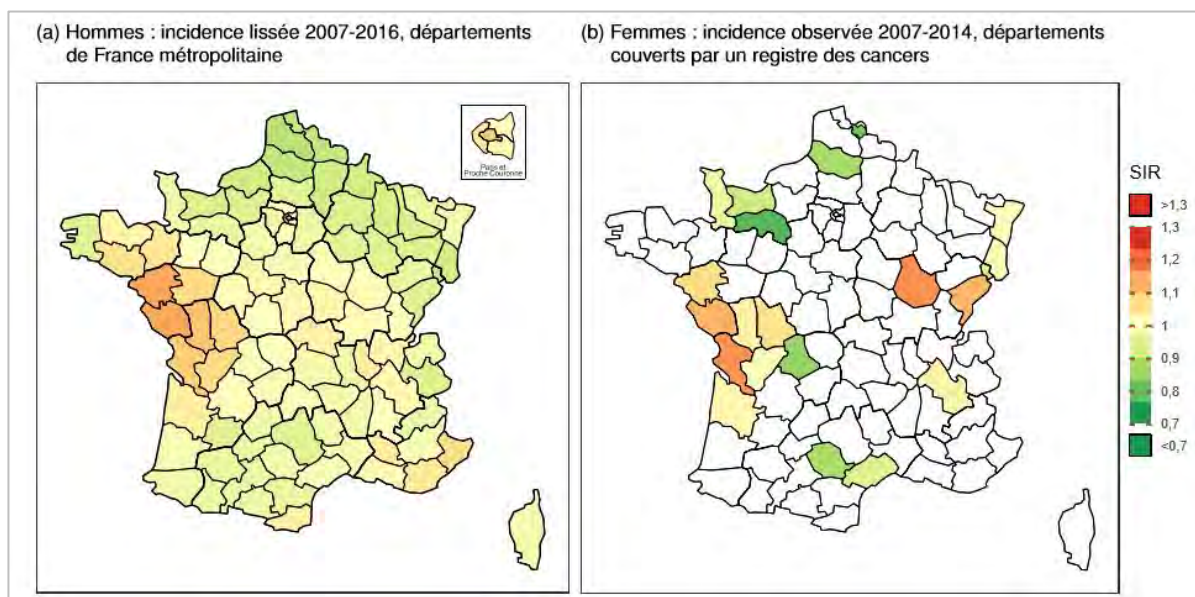 (a) Hommes : incidence lissée 2007-2016, départements
de France métropolitaine
(b) Femmes : incidence observée 2007-2014, départements
couverts par un registre des cancers
Paris et
Proche Couronne
SIR
>1,3
1,3
1,2
1,1
1
0,9
0,8
0,7
<0,7